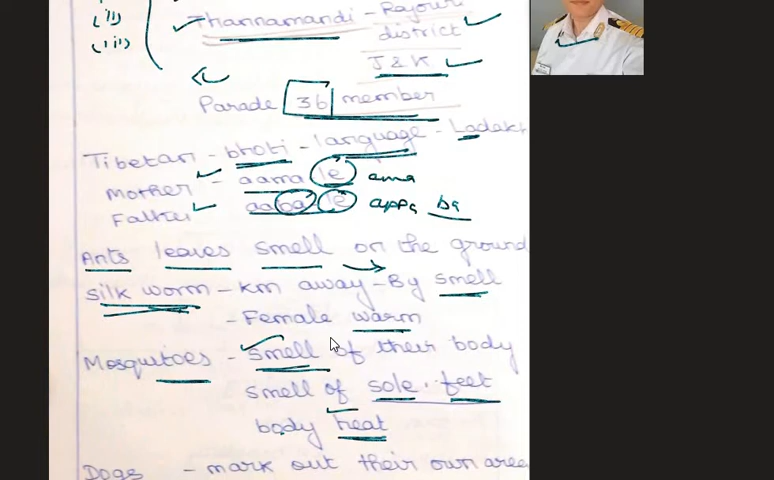 (ii)
(iii)
Thannamandi - Rajouri
district
J & K
Parade 36 member
Tibetan - bhoti - language - Ladakh
Mother - aama le ama
Father aaba le appa ba
Ants leaves smell on the ground
silk worm - km away - By smell
- Female warm
Mosquitoes - smell of their body
smell of sole.. feet
body heat
Dogs - mark out their own area